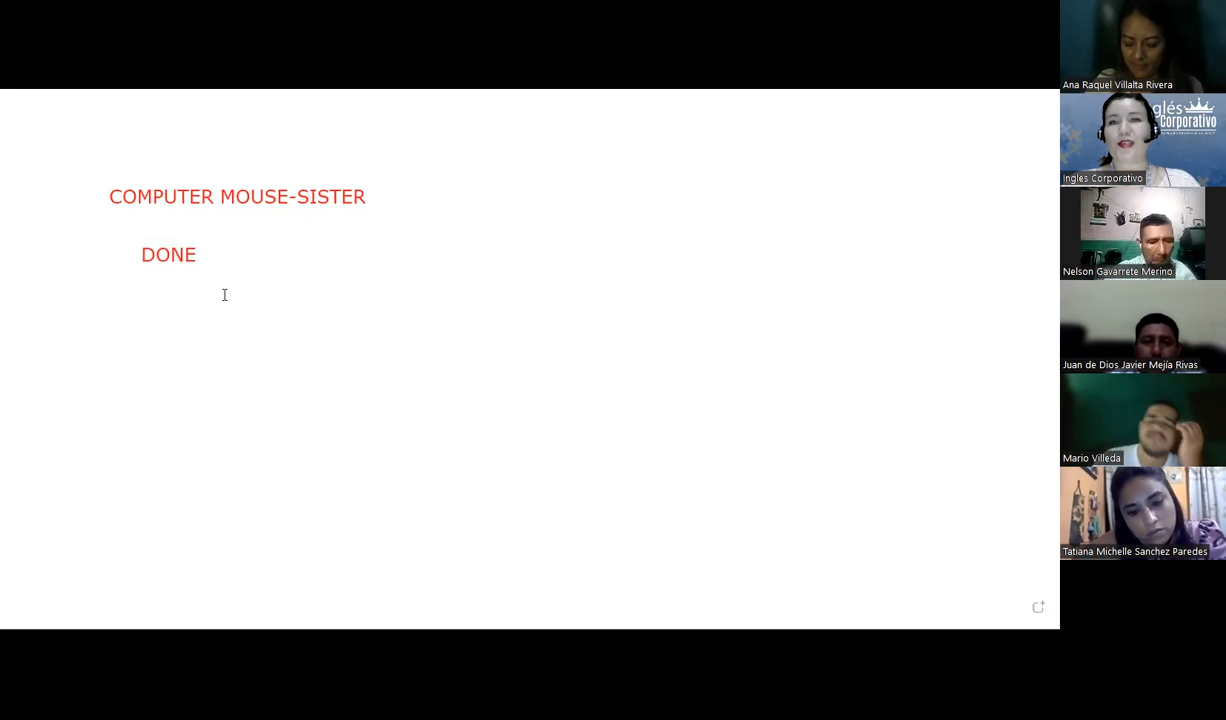 COMPUTER MOUSE-SISTER
DONE
Ana Raquel Villalta Rivera
glés
Corporativo
Ingles Corporativo
Nelson Gavarrete Merino
Juan de Dios Javier Mejía Rivas
Mario Villeda
Tatiana Michelle Sanchez Paredes